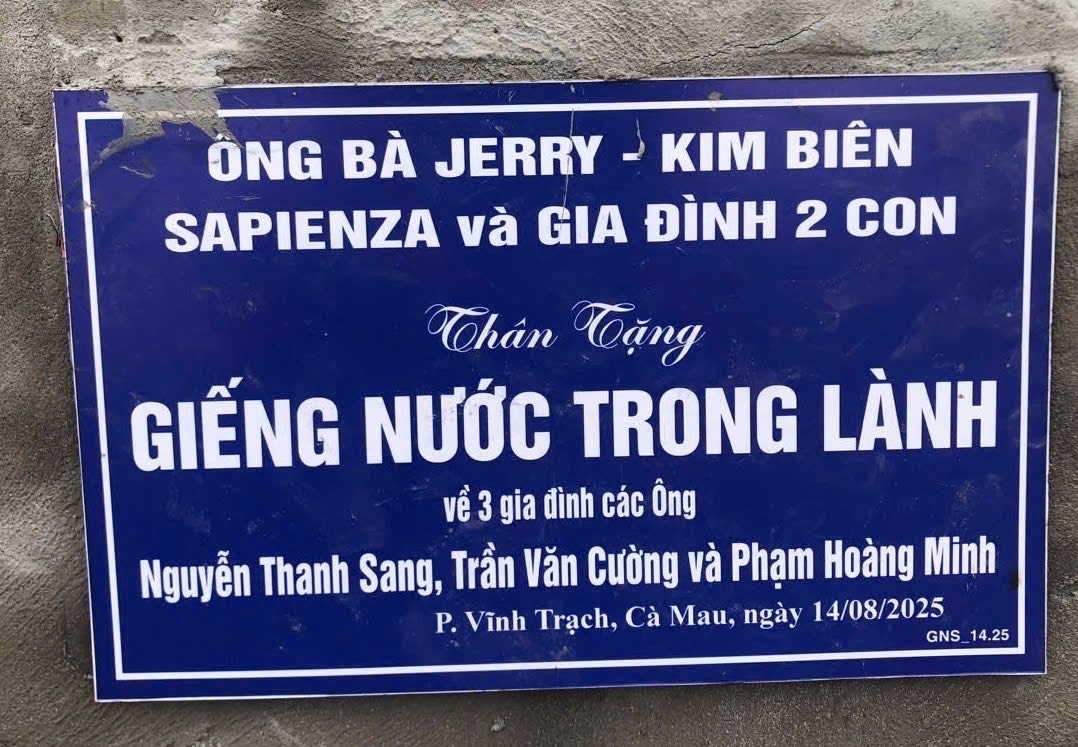 ÔNG BÀ JERRY - KIM BIÊN
SAPIENZA và GIA ĐÌNH 2 CON
Thân Tặng
GIẾNG NƯỚC TRONG LÀNH
về 3 gia đình các Ông
Nguyễn Thanh Sang, Trần Văn Cường và Phạm Hoàng Minh
P. Vĩnh Trạch, Cà Mau, ngày 14/08/2025
GNS_14.25